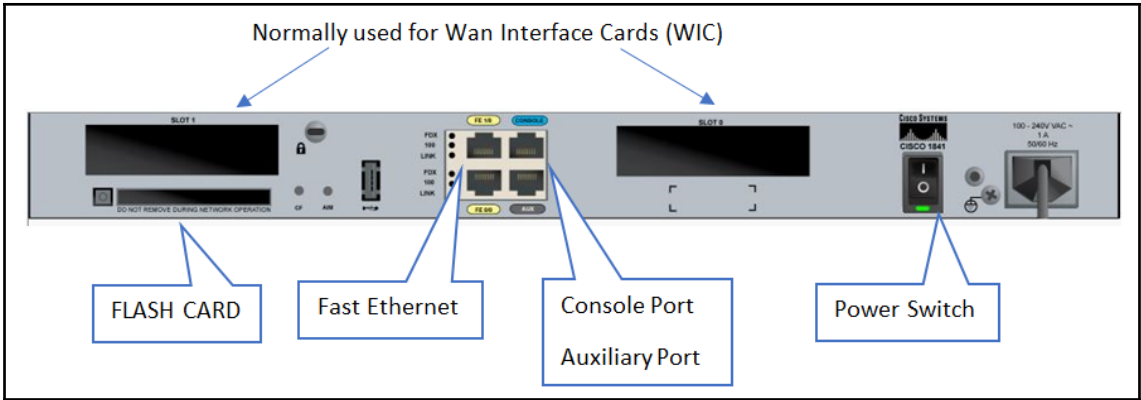 Normally used for Wan Interface Cards (WIC)
SLOT 1
FE 1/0
CONSOLE
SLOT 0
CISCO SYSTEMS
CISCO 1841
100 - 240V VAC ~
1 A
50/60 Hz
FDX
100
LINK
FDX
100
LINK
I
O
DO NOT REMOVE DURING NETWORK OPERATION
CF
AIM
FE 0/0
AUX
FLASH CARD
Fast Ethernet
Console Port
Auxiliary Port
Power Switch